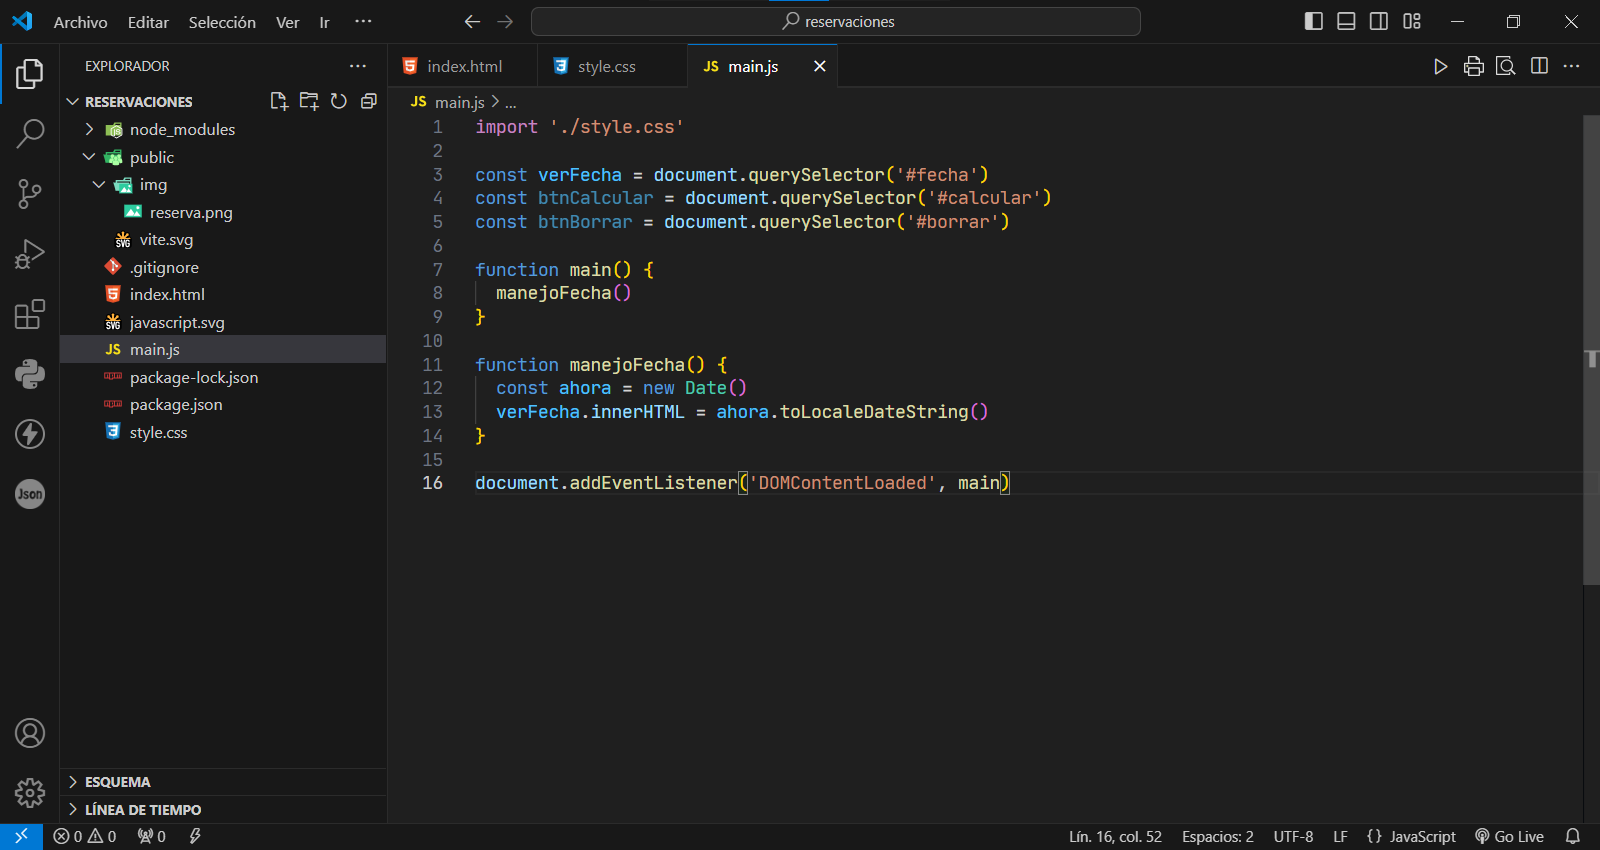 Archivo Editar Selección Ver Ir ···
reservaciones
EXPLORADOR
RESERVACIONES
node_modules
public
img
reserva.png
vite.svg
.gitignore
index.html
javascript.svg
JS main.js
package-lock.json
package.json
style.css
ESQUEMA
LÍNEA DE TIEMPO
Json
index.html
style.css
JS main.js
JS main.js > ...
1 import './style.css'
2
3 const verFecha = document.querySelector('#fecha')
4 const btnCalcular = document.querySelector('#calcular')
5 const btnBorrar = document.querySelector('#borrar')
6
7 function main() {
8 manejoFecha()
9 }
10
11 function manejoFecha() {
12 const ahora = new Date()
13 verFecha.innerHTML = ahora.toLocaleDateString()
14 }
15
16 document.addEventListener('DOMContentLoaded', main)
0 0 0
Lín. 16, col. 52 Espacios: 2 UTF-8 LF {} JavaScript Go Live